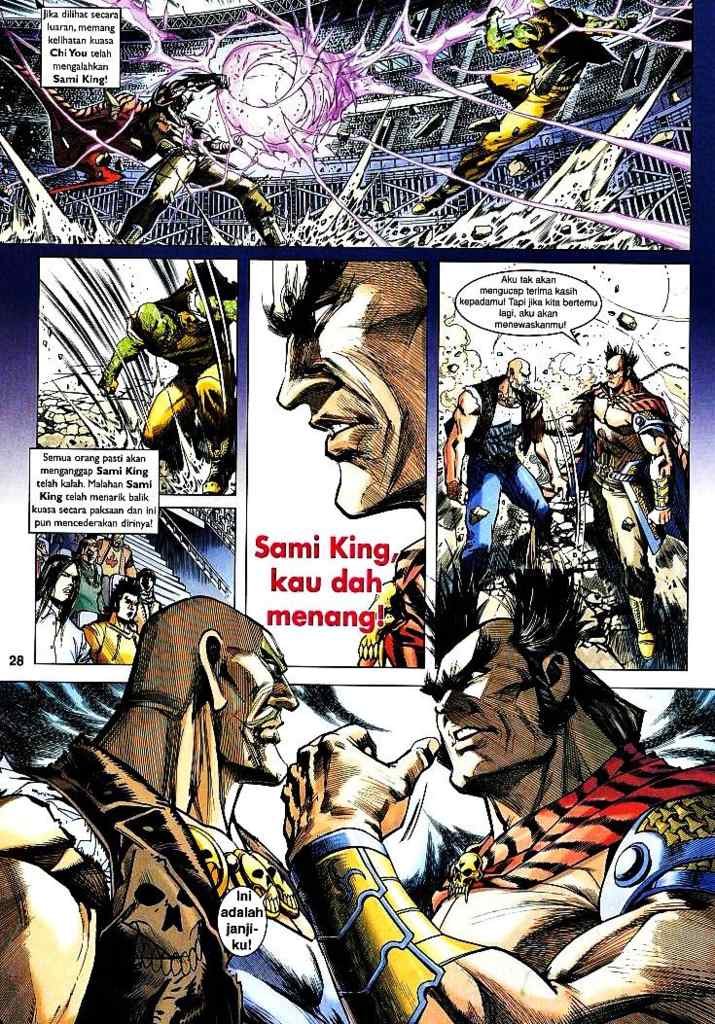 Jika dilihat secara
luaran, memang
kelihatan kuasa
Chi You telah
mengalahkan
Sami King!
Semua orang pasti akan
menganggap Sami King
telah kalah. Malahan Sami
King telah menarik balik
kuasa secara paksa dan ini
pun mencederakan dirinya!
Sami King,
kau dah
menang!
Aku tak akan
mengucap terima kasih
kepadamu! Tapi jika kita bertemu
lagi, aku akan
menewaskanmu!
28
Ini
adalah
janji-
ku!